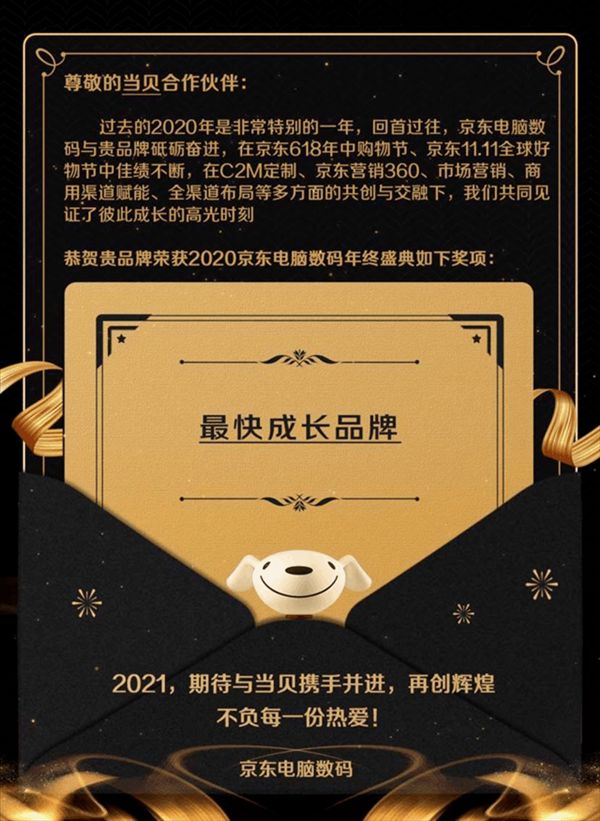 尊敬的当贝合作伙伴：
过去的2020年是非常特别的一年，回首过往，京东电脑数
码与贵品牌砥砺奋进，在京东618年中购物节、京东11.11全球好
物节中佳绩不断，在C2M定制、京东营销360、市场营销、商
用渠道赋能、全渠道布局等多方面的共创与交融下，我们共同见
证了彼此成长的高光时刻
恭贺贵品牌荣获2020京东电脑数码年终盛典如下奖项：
最快成长品牌
2021，期待与当贝携手并进，再创辉煌
不负每一份热爱！
京东电脑数码